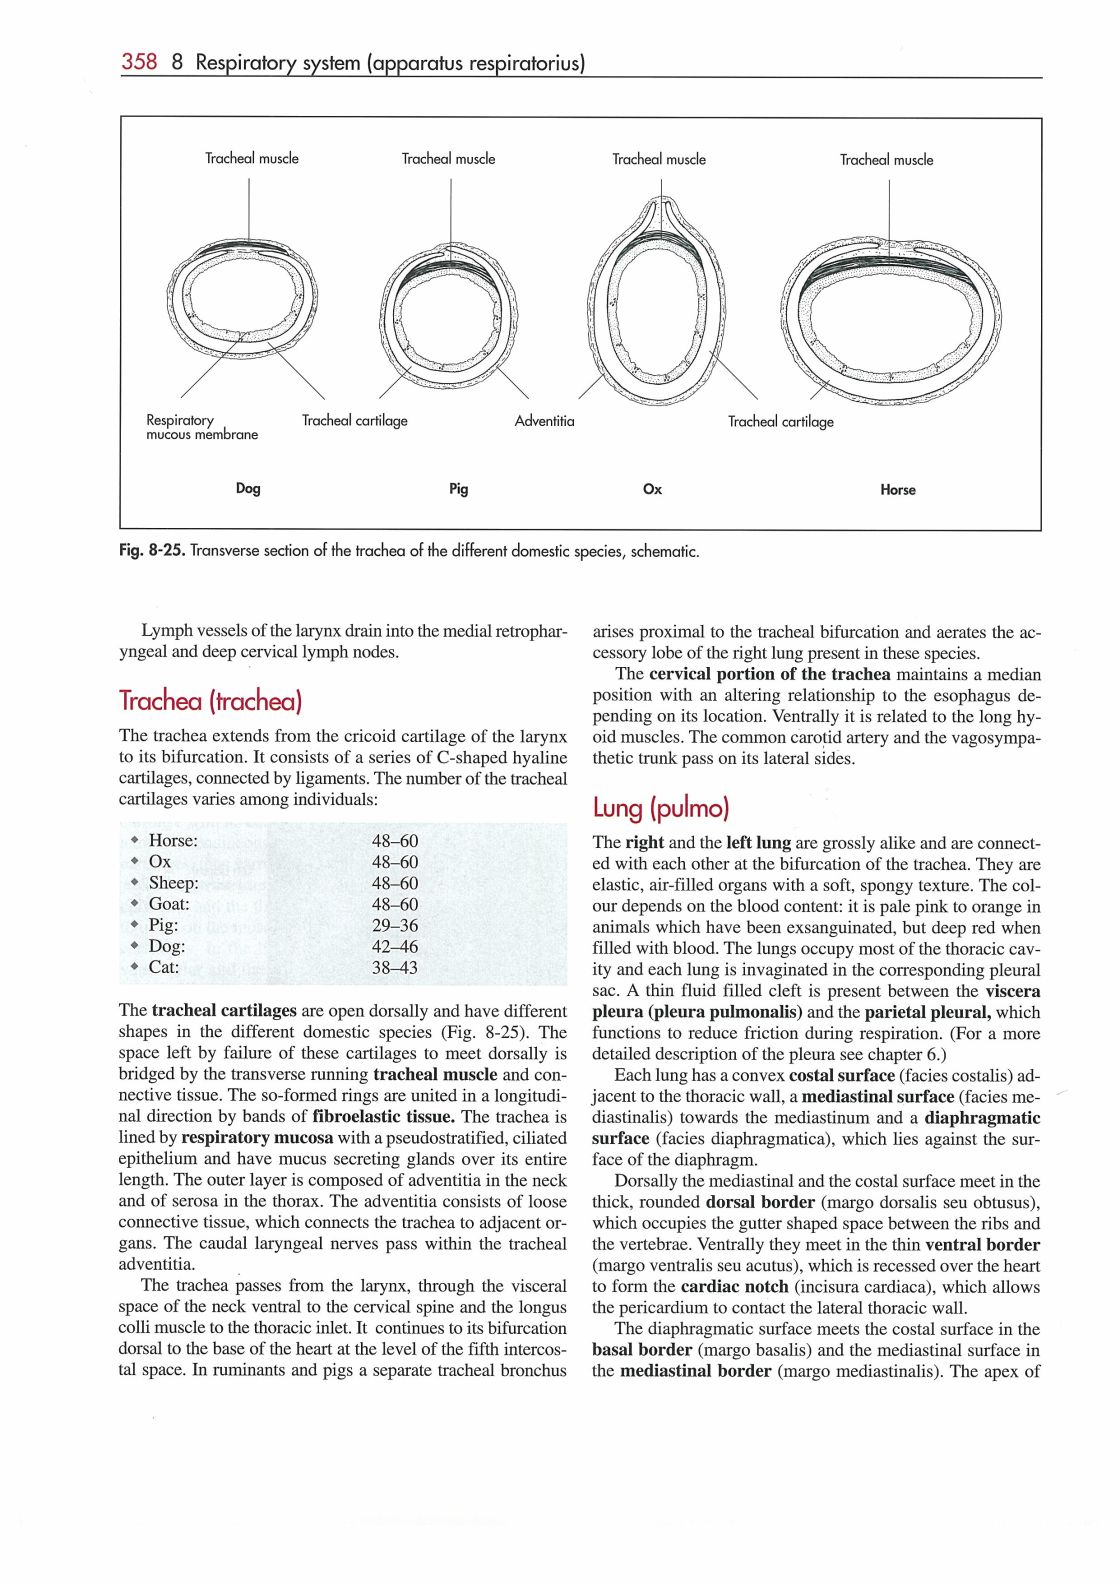 358 8 Respiratory system (apparatus respiratorius)
Tracheal muscle Tracheal muscle Tracheal muscle Tracheal muscle
Respiratory
mucous membrane
Tracheal cartilage Adventitia Tracheal cartilage
Dog Pig Ox Horse
Fig. 8-25. Transverse section of the trachea of the different domestic species, schematic.
Lymph vessels of the larynx drain into the medial retrophar-
yngeal and deep cervical lymph nodes.
Trachea (trachea)
The trachea extends from the cricoid cartilage of the larynx
to its bifurcation. It consists of a series of C-shaped hyaline
cartilages, connected by ligaments. The number of the tracheal
cartilages varies among individuals:
◆ Horse: 48–60
◆ Ox 48–60
◆ Sheep: 48–60
◆ Goat: 48–60
◆ Pig: 29–36
◆ Dog: 42–46
◆ Cat: 38–43
The tracheal cartilages are open dorsally and have different
shapes in the different domestic species (Fig. 8-25). The
space left by failure of these cartilages to meet dorsally is
bridged by the transverse running tracheal muscle and con-
nective tissue. The so-formed rings are united in a longitudi-
nal direction by bands of fibroelastic tissue. The trachea is
lined by respiratory mucosa with a pseudostratified, ciliated
epithelium and have mucus secreting glands over its entire
length. The outer layer is composed of adventitia in the neck
and of serosa in the thorax. The adventitia consists of loose
connective tissue, which connects the trachea to adjacent or-
gans. The caudal laryngeal nerves pass within the tracheal
adventitia.
The trachea passes from the larynx, through the visceral
space of the neck ventral to the cervical spine and the longus
colli muscle to the thoracic inlet. It continues to its bifurcation
dorsal to the base of the heart at the level of the fifth intercos-
tal space. In ruminants and pigs a separate tracheal bronchus
arises proximal to the tracheal bifurcation and aerates the ac-
cessory lobe of the right lung present in these species.
The cervical portion of the trachea maintains a median
position with an altering relationship to the esophagus de-
pending on its location. Ventrally it is related to the long hy-
oid muscles. The common carotid artery and the vagosympa-
thetic trunk pass on its lateral sides.
Lung (pulmo)
The right and the left lung are grossly alike and are connect-
ed with each other at the bifurcation of the trachea. They are
elastic, air-filled organs with a soft, spongy texture. The col-
our depends on the blood content: it is pale pink to orange in
animals which have been exsanguinated, but deep red when
filled with blood. The lungs occupy most of the thoracic cav-
ity and each lung is invaginated in the corresponding pleural
sac. A thin fluid filled cleft is present between the viscera
pleura (pleura pulmonalis) and the parietal pleural, which
functions to reduce friction during respiration. (For a more
detailed description of the pleura see chapter 6.)
Each lung has a convex costal surface (facies costalis) ad-
jacent to the thoracic wall, a mediastinal surface (facies me-
diastinalis) towards the mediastinum and a diaphragmatic
surface (facies diaphragmatica), which lies against the sur-
face of the diaphragm.
Dorsally the mediastinal and the costal surface meet in the
thick, rounded dorsal border (margo dorsalis seu obtusus),
which occupies the gutter shaped space between the ribs and
the vertebrae. Ventrally they meet in the thin ventral border
(margo ventralis seu acutus), which is recessed over the heart
to form the cardiac notch (incisura cardiaca), which allows
the pericardium to contact the lateral thoracic wall.
The diaphragmatic surface meets the costal surface in the
basal border (margo basalis) and the mediastinal surface in
the mediastinal border (margo mediastinalis). The apex of